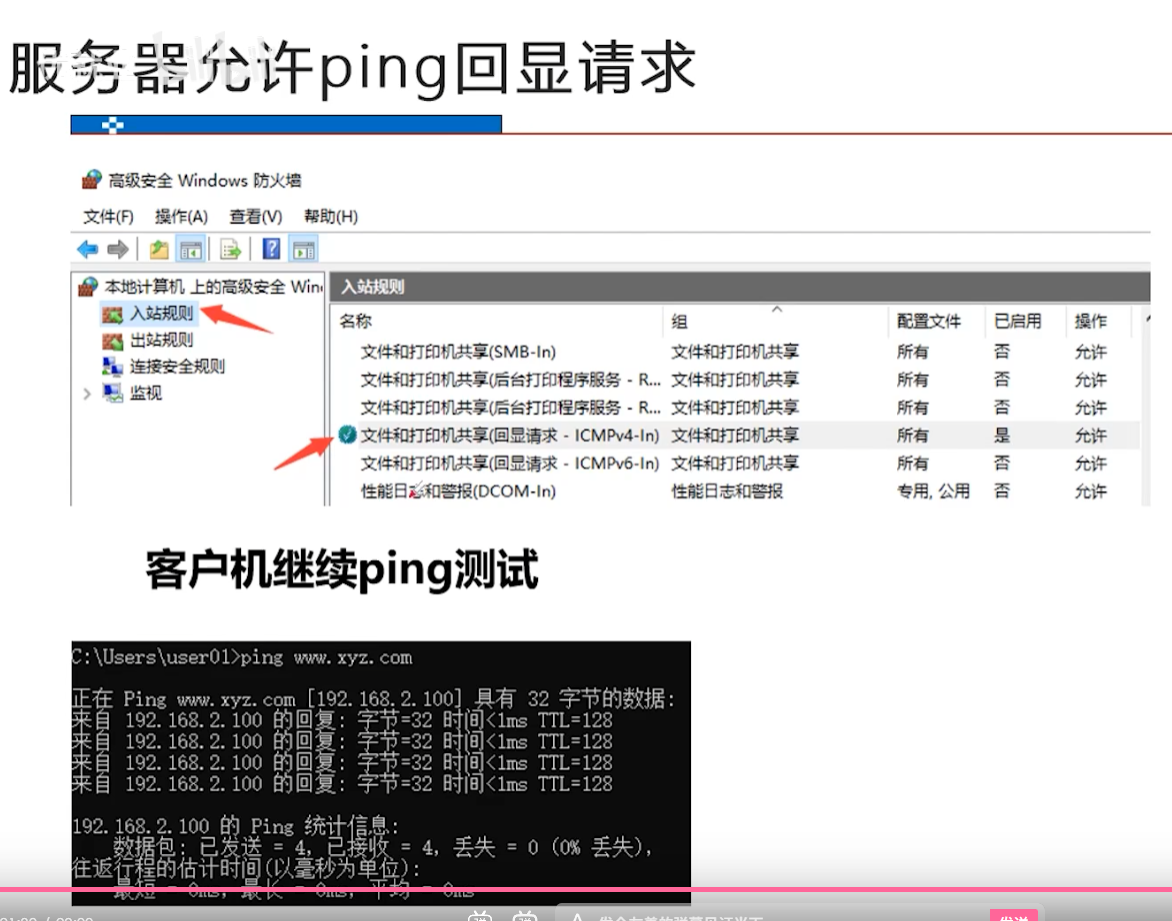 服务器允许ping回显请求
高级安全 Windows 防火墙
文件(F) 操作(A) 查看(V) 帮助(H)
本地计算机 上的高级安全 Win
入站规则
出站规则
连接安全规则
监视
入站规则
名称 组 配置文件 已启用 操作
文件和打印机共享(SMB-In) 文件和打印机共享 所有 否 允许
文件和打印机共享(后台打印程序服务 - R... 文件和打印机共享 所有 否 允许
文件和打印机共享(后台打印程序服务 - R... 文件和打印机共享 所有 否 允许
文件和打印机共享(回显请求 - ICMPv4-In) 文件和打印机共享 所有 是 允许
文件和打印机共享(回显请求 - ICMPv6-In) 文件和打印机共享 所有 否 允许
性能日志和警报(DCOM-In) 性能日志和警报 专用, 公用 否 允许
客户机继续ping测试
C:\Users\user01>ping www.xyz.com
正在 Ping www.xyz.com [192.168.2.100] 具有 32 字节的数据:
来自 192.168.2.100 的回复: 字节=32 时间<1ms TTL=128
来自 192.168.2.100 的回复: 字节=32 时间<1ms TTL=128
来自 192.168.2.100 的回复: 字节=32 时间<1ms TTL=128
来自 192.168.2.100 的回复: 字节=32 时间<1ms TTL=128
192.168.2.100 的 Ping 统计信息:
数据包: 已发送 = 4, 已接收 = 4, 丢失 = 0 (0% 丢失),
往返行程的估计时间(以毫秒为单位):
最短 = 0ms, 最长 = 0ms, 平均 = 0ms
发送